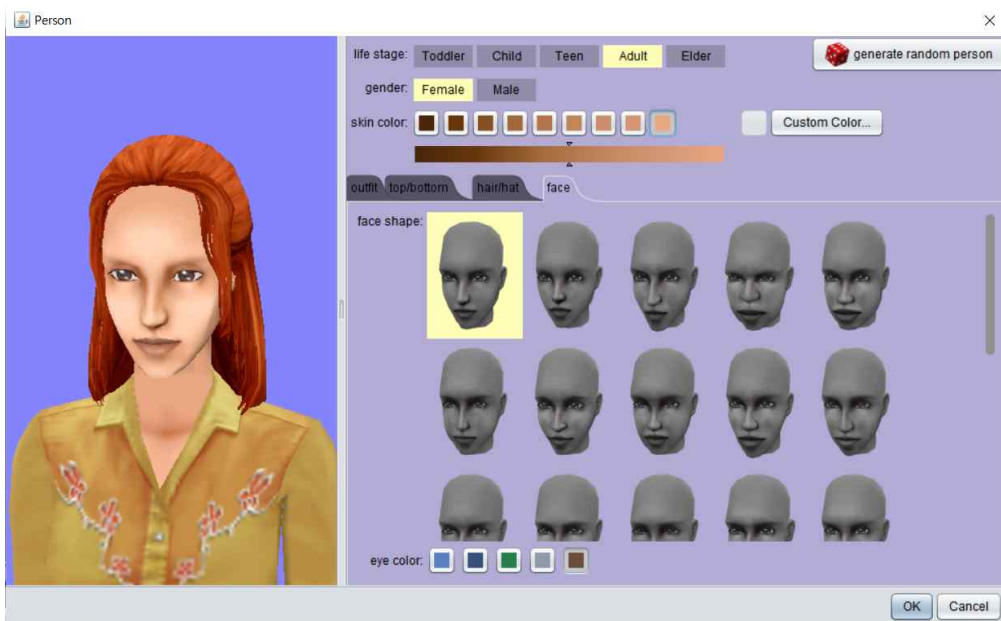 Person
life stage: Toddler Child Teen Adult Elder
generate random person
gender: Female Male
skin color: Custom Color...
outfit top/bottom hair/hat face
face shape:
eye color:
OK Cancel